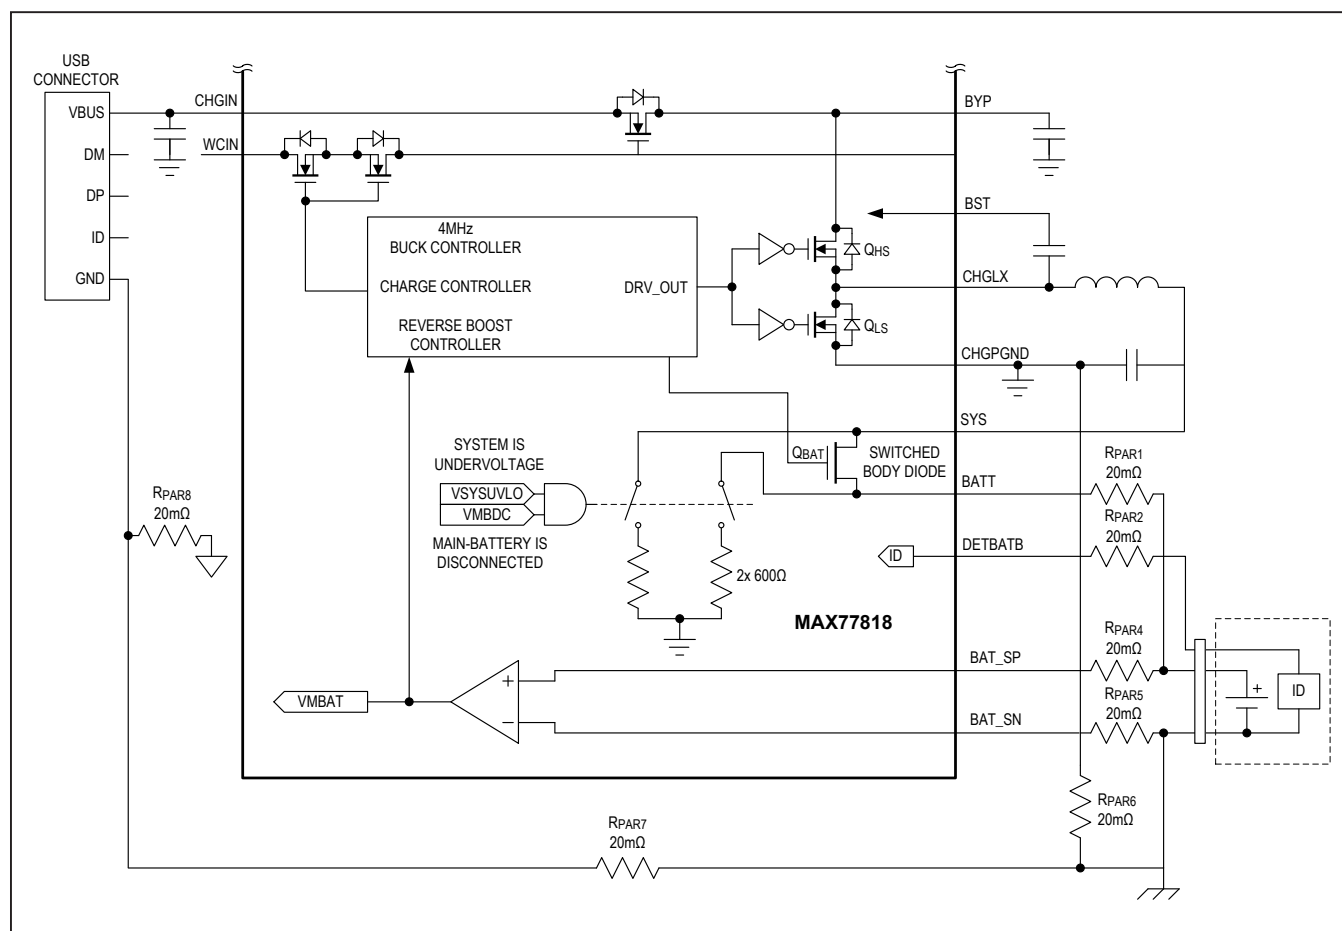 USB
CONNECTOR
VBUS
DM
DP
ID
GND
CHGIN
WCIN
BYP
BST
4MHz
BUCK CONTROLLER
CHARGE CONTROLLER
DRV_OUT
REVERSE BOOST
CONTROLLER
QHS
QLS
CHGLX
CHGPGND
SYS
SYSTEM IS
UNDERVOLTAGE
VSYSUVLO
VMBDC
MAIN-BATTERY IS
DISCONNECTED
QBAT
SWITCHED
BODY DIODE
BATT
RPAR1
20mΩ
RPAR2
20mΩ
ID
DETBATB
2x 600Ω
MAX77818
RPAR8
20mΩ
RPAR4
20mΩ
BAT_SP
RPAR5
20mΩ
BAT_SN
+
−
VMBAT
+
ID
RPAR6
20mΩ
RPAR7
20mΩ